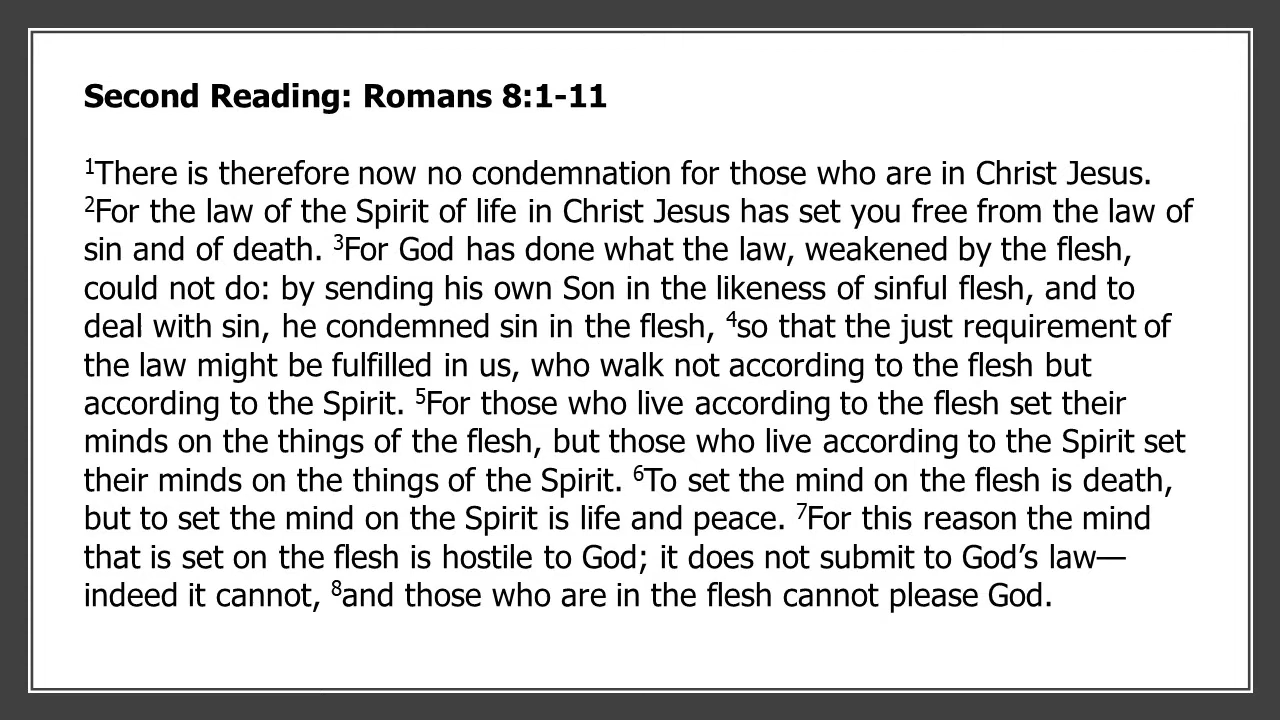 Second Reading: Romans 8:1-11
¹There is therefore now no condemnation for those who are in Christ Jesus.
²For the law of the Spirit of life in Christ Jesus has set you free from the law of
sin and of death. ³For God has done what the law, weakened by the flesh,
could not do: by sending his own Son in the likeness of sinful flesh, and to
deal with sin, he condemned sin in the flesh, ⁴so that the just requirement of
the law might be fulfilled in us, who walk not according to the flesh but
according to the Spirit. ⁵For those who live according to the flesh set their
minds on the things of the flesh, but those who live according to the Spirit set
their minds on the things of the Spirit. ⁶To set the mind on the flesh is death,
but to set the mind on the Spirit is life and peace. ⁷For this reason the mind
that is set on the flesh is hostile to God; it does not submit to God’s law—
indeed it cannot, ⁸and those who are in the flesh cannot please God.